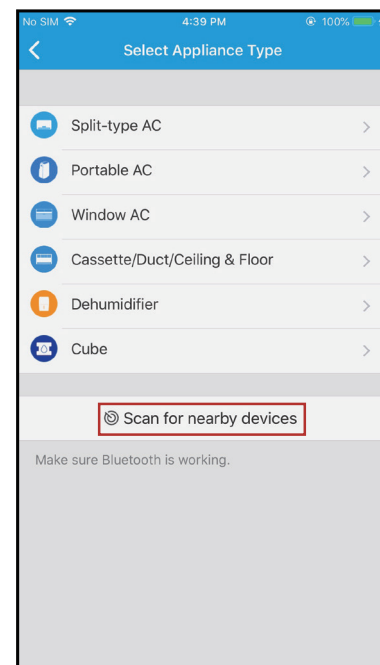 No SIM 4:39 PM 100%
Select Appliance Type
Split-type AC
Portable AC
Window AC
Cassette/Duct/Ceiling & Floor
Dehumidifier
Cube
Scan for nearby devices
Make sure Bluetooth is working.